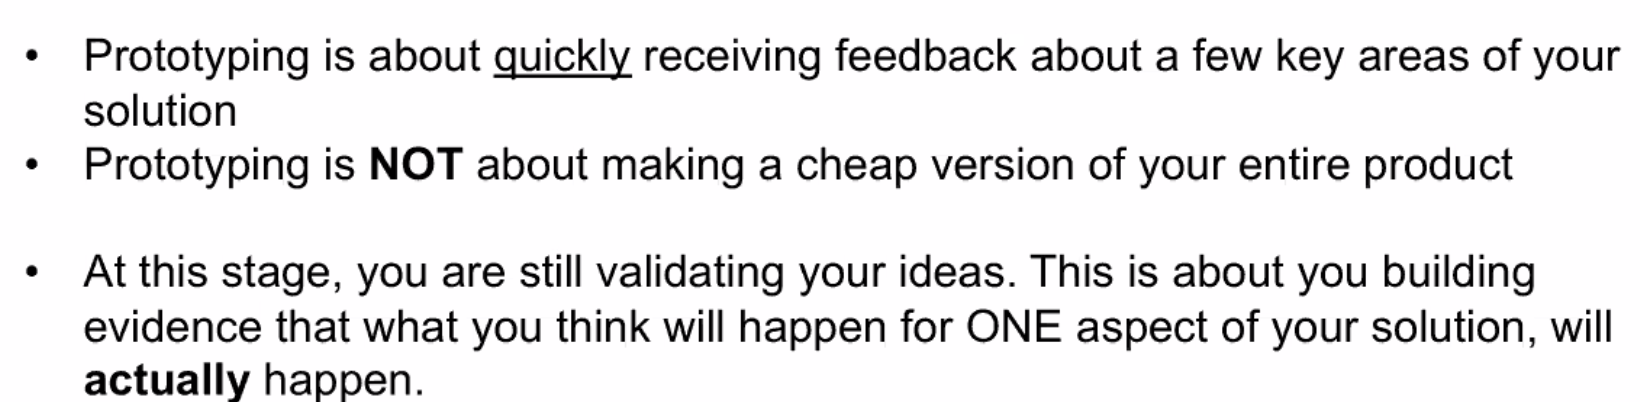 • Prototyping is about quickly receiving feedback about a few key areas of your
solution
• Prototyping is NOT about making a cheap version of your entire product
• At this stage, you are still validating your ideas. This is about you building
evidence that what you think will happen for ONE aspect of your solution, will
actually happen.